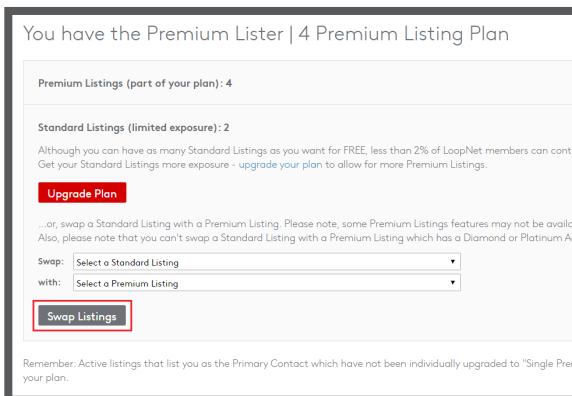 You have the Premium Lister | 4 Premium Listing Plan
Premium Listings (part of your plan): 4
Standard Listings (limited exposure): 2
Although you can have as many Standard Listings as you want for FREE, less than 2% of LoopNet members can
Get your Standard Listings more exposure - upgrade your plan to allow for more Premium Listings.
Upgrade Plan
...or, swap a Standard Listing with a Premium Listing. Please note, some Premium Listings features may not be
Also, please note that you can't swap a Standard Listing with a Premium Listing which has a Diamond or Platinum
Swap: Select a Standard Listing
with: Select a Premium Listing
Swap Listings
Remember: Active listings that list you as the Primary Contact which have not been individually upgraded to "Single
your plan.